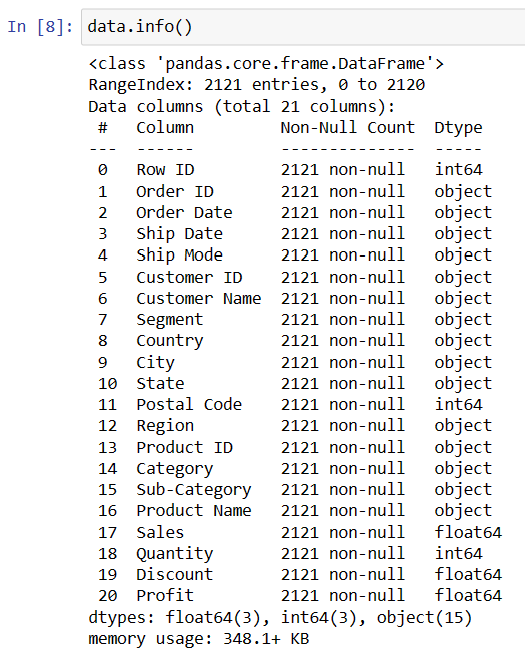 In [8]: data.info()
<class 'pandas.core.frame.DataFrame'>
RangeIndex: 2121 entries, 0 to 2120
Data columns (total 21 columns):
 #   Column         Non-Null Count  Dtype
---  ------         --------------  -----
 0   Row ID         2121 non-null   int64
 1   Order ID       2121 non-null   object
 2   Order Date     2121 non-null   object
 3   Ship Date      2121 non-null   object
 4   Ship Mode      2121 non-null   object
 5   Customer ID    2121 non-null   object
 6   Customer Name  2121 non-null   object
 7   Segment        2121 non-null   object
 8   Country        2121 non-null   object
 9   City           2121 non-null   object
 10  State          2121 non-null   object
 11  Postal Code    2121 non-null   int64
 12  Region         2121 non-null   object
 13  Product ID     2121 non-null   object
 14  Category       2121 non-null   object
 15  Sub-Category   2121 non-null   object
 16  Product Name   2121 non-null   object
 17  Sales          2121 non-null   float64
 18  Quantity       2121 non-null   int64
 19  Discount       2121 non-null   float64
 20  Profit         2121 non-null   float64
dtypes: float64(3), int64(3), object(15)
memory usage: 348.1+ KB